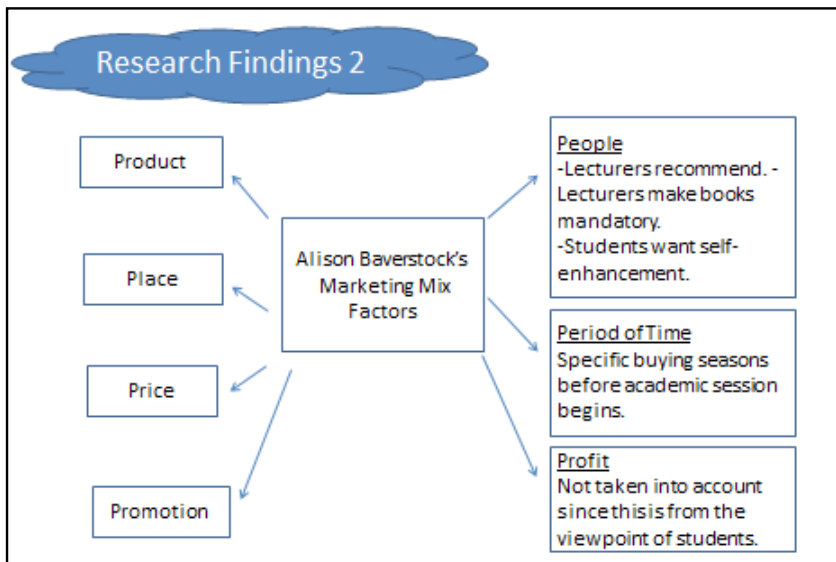 Research Findings 2
Product
Place
Price
Promotion
Alison Baverstock's
Marketing Mix
Factors
People
-Lecturers recommend. -
Lecturers make books
mandatory.
-Students want self-
enhancement.
Period of Time
Specific buying seasons
before academic session
begins.
Profit
Not taken into account
since this is from the
viewpoint of students.